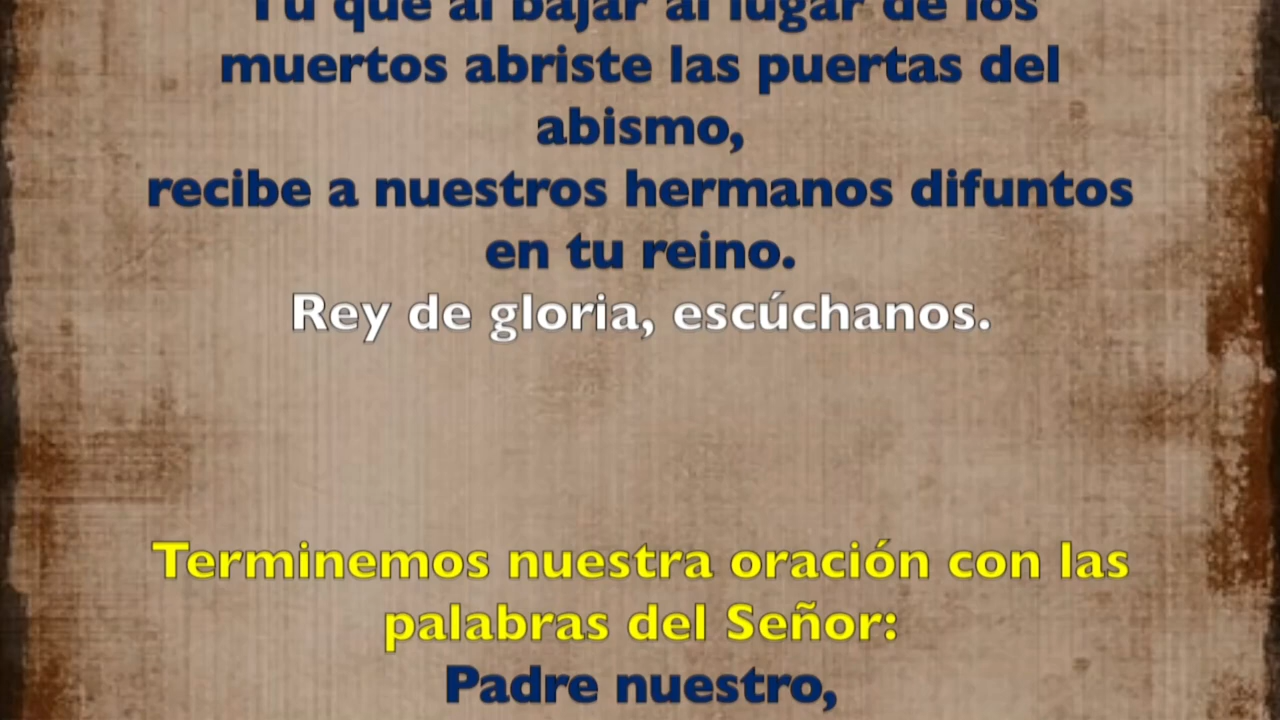 Tú que al bajar al lugar de los
muertos abriste las puertas del
abismo,
recibe a nuestros hermanos difuntos
en tu reino.
Rey de gloria, escúchanos.
Terminemos nuestra oración con las
palabras del Señor:
Padre nuestro,